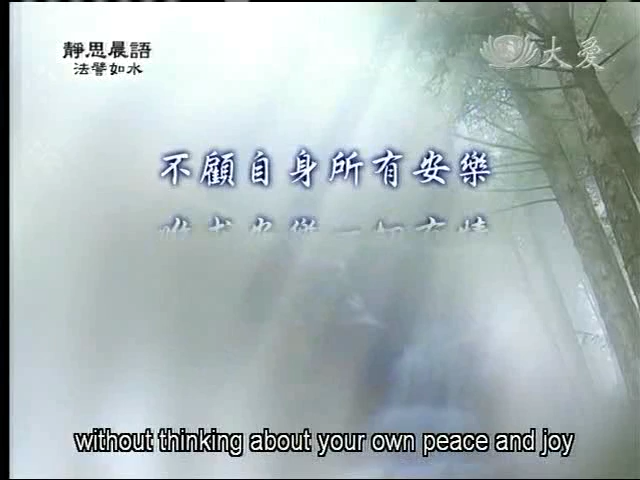 靜思晨語
法譬如水
大愛
不顧自身所有安樂
without thinking about your own peace and joy